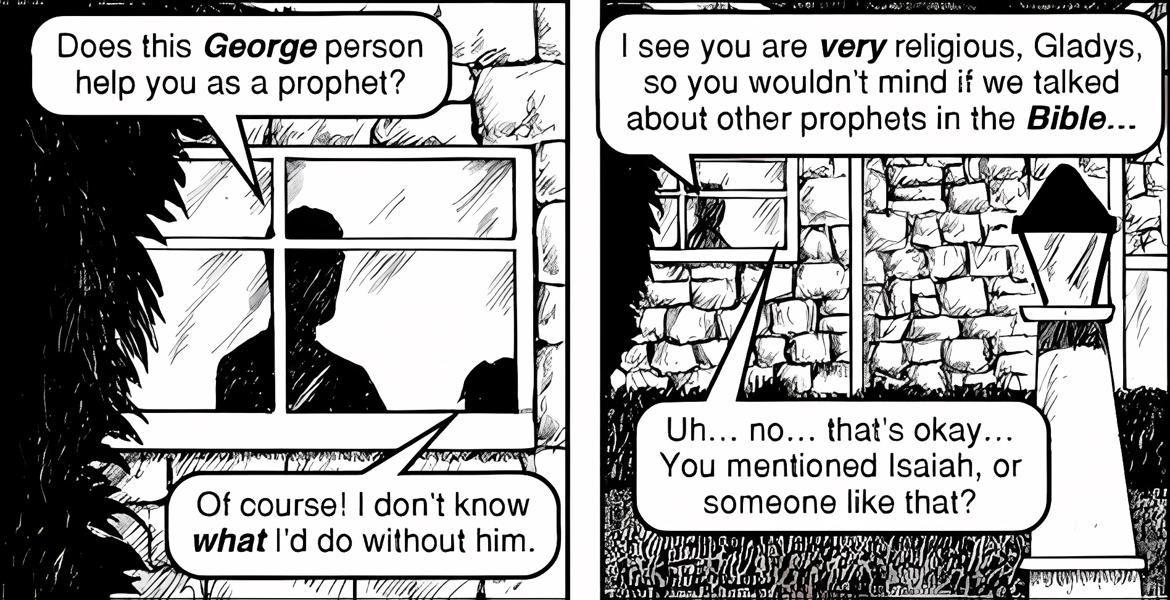 Does this George person
help you as a prophet?
Of course! I don't know
what I'd do without him.
I see you are very religious, Gladys,
so you wouldn't mind if we talked
about other prophets in the Bible...
Uh... no... that's okay...
You mentioned Isaiah, or
someone like that?